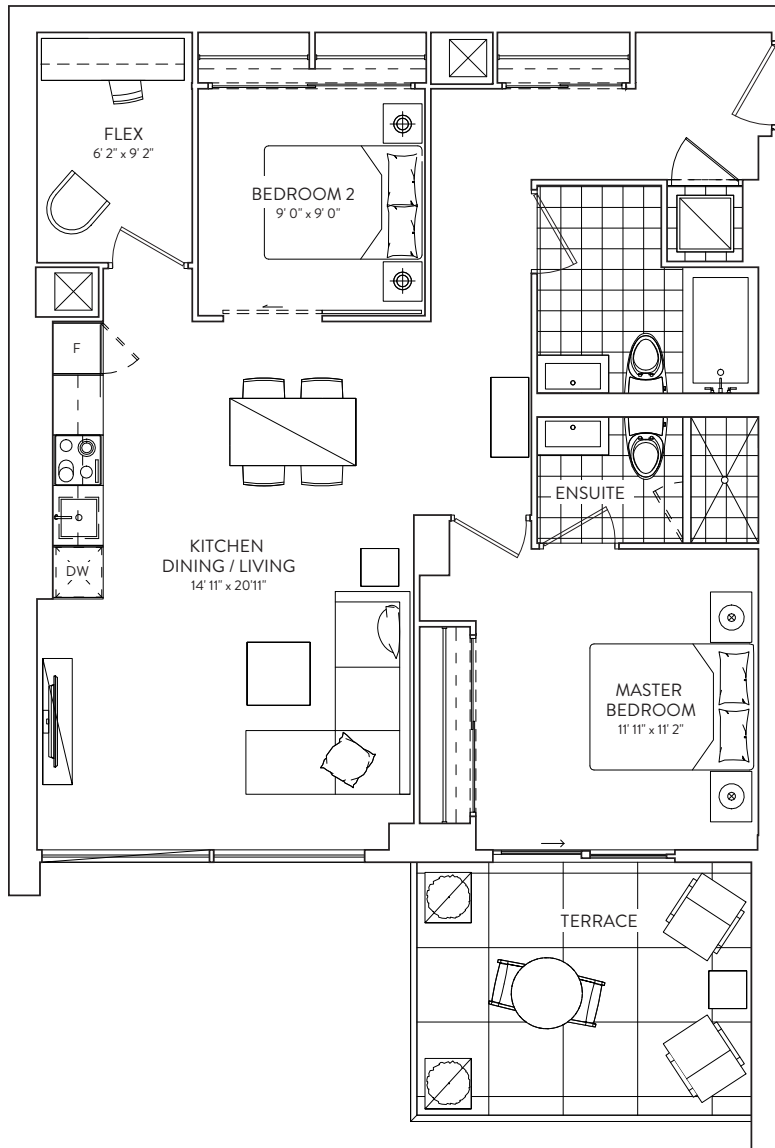 FLEX
6' 2" x 9' 2"
BEDROOM 2
9' 0" x 9' 0"
F
ENSUITE
KITCHEN
DINING / LIVING
14' 11" x 20'11"
DW
MASTER
BEDROOM
11' 11" x 11' 2"
TERRACE